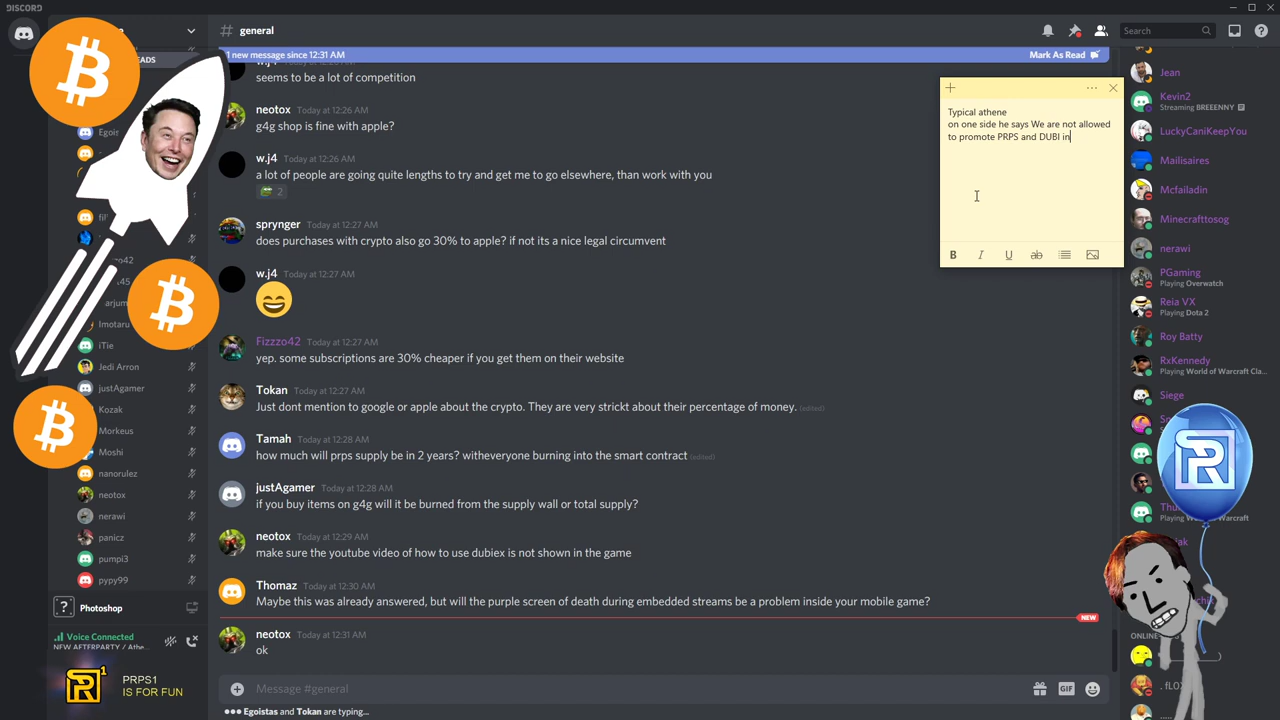 DISCORD
general
Search
1 new message since 12:31 AM
Mark As Read
seems to be a lot of competition
neotox Today at 12:26 AM
g4g shop is fine with apple?
w.j4 Today at 12:26 AM
a lot of people are going quite lengths to try and get me to go elsewhere, than work with you
2
sprynger Today at 12:27 AM
does purchases with crypto also go 30% to apple? if not its a nice legal circumvent
w.j4 Today at 12:27 AM
Fizzzo42 Today at 12:27 AM
yep. some subscriptions are 30% cheaper if you get them on their website
Tokan Today at 12:27 AM
Just dont mention to google or apple about the crypto. They are very strickt about their percentage of money. (edited)
Tamah Today at 12:28 AM
how much will prps supply be in 2 years? witheveryone burning into the smart contract (edited)
justAgamer Today at 12:28 AM
if you buy items on g4g will it be burned from the supply wall or total supply?
neotox Today at 12:29 AM
make sure the youtube video of how to use dubiex is not shown in the game
Thomaz Today at 12:30 AM
Maybe this was already answered, but will the purple screen of death during embedded streams be a problem inside your mobile game?
NEW
neotox Today at 12:31 AM
ok
Message #general
GIF
Egoistas and Tokan are typing...
Imotaru
iTie
Jedi Arron
justAgamer
Kozak
Morkeus
Moshi
nanorulez
neotox
nerawi
panicz
pumpi3
pypy99
Photoshop
Voice Connected
NEW AFTERPARTY / Athe...
PRPS1
IS FOR FUN
Typical athene
on one side he says We are not allowed
to promote PRPS and DUBI in
B I U ab
Jean
Kevin2
Streaming BREEENNY
LuckyCaniKeepYou
Mailisaires
Mcfailadin
Minecrafttosog
nerawi
PGaming
Playing Overwatch
Reia VX
Playing Dota 2
Roy Batty
RxKennedy
Playing World of Warcraft Cla...
Siege